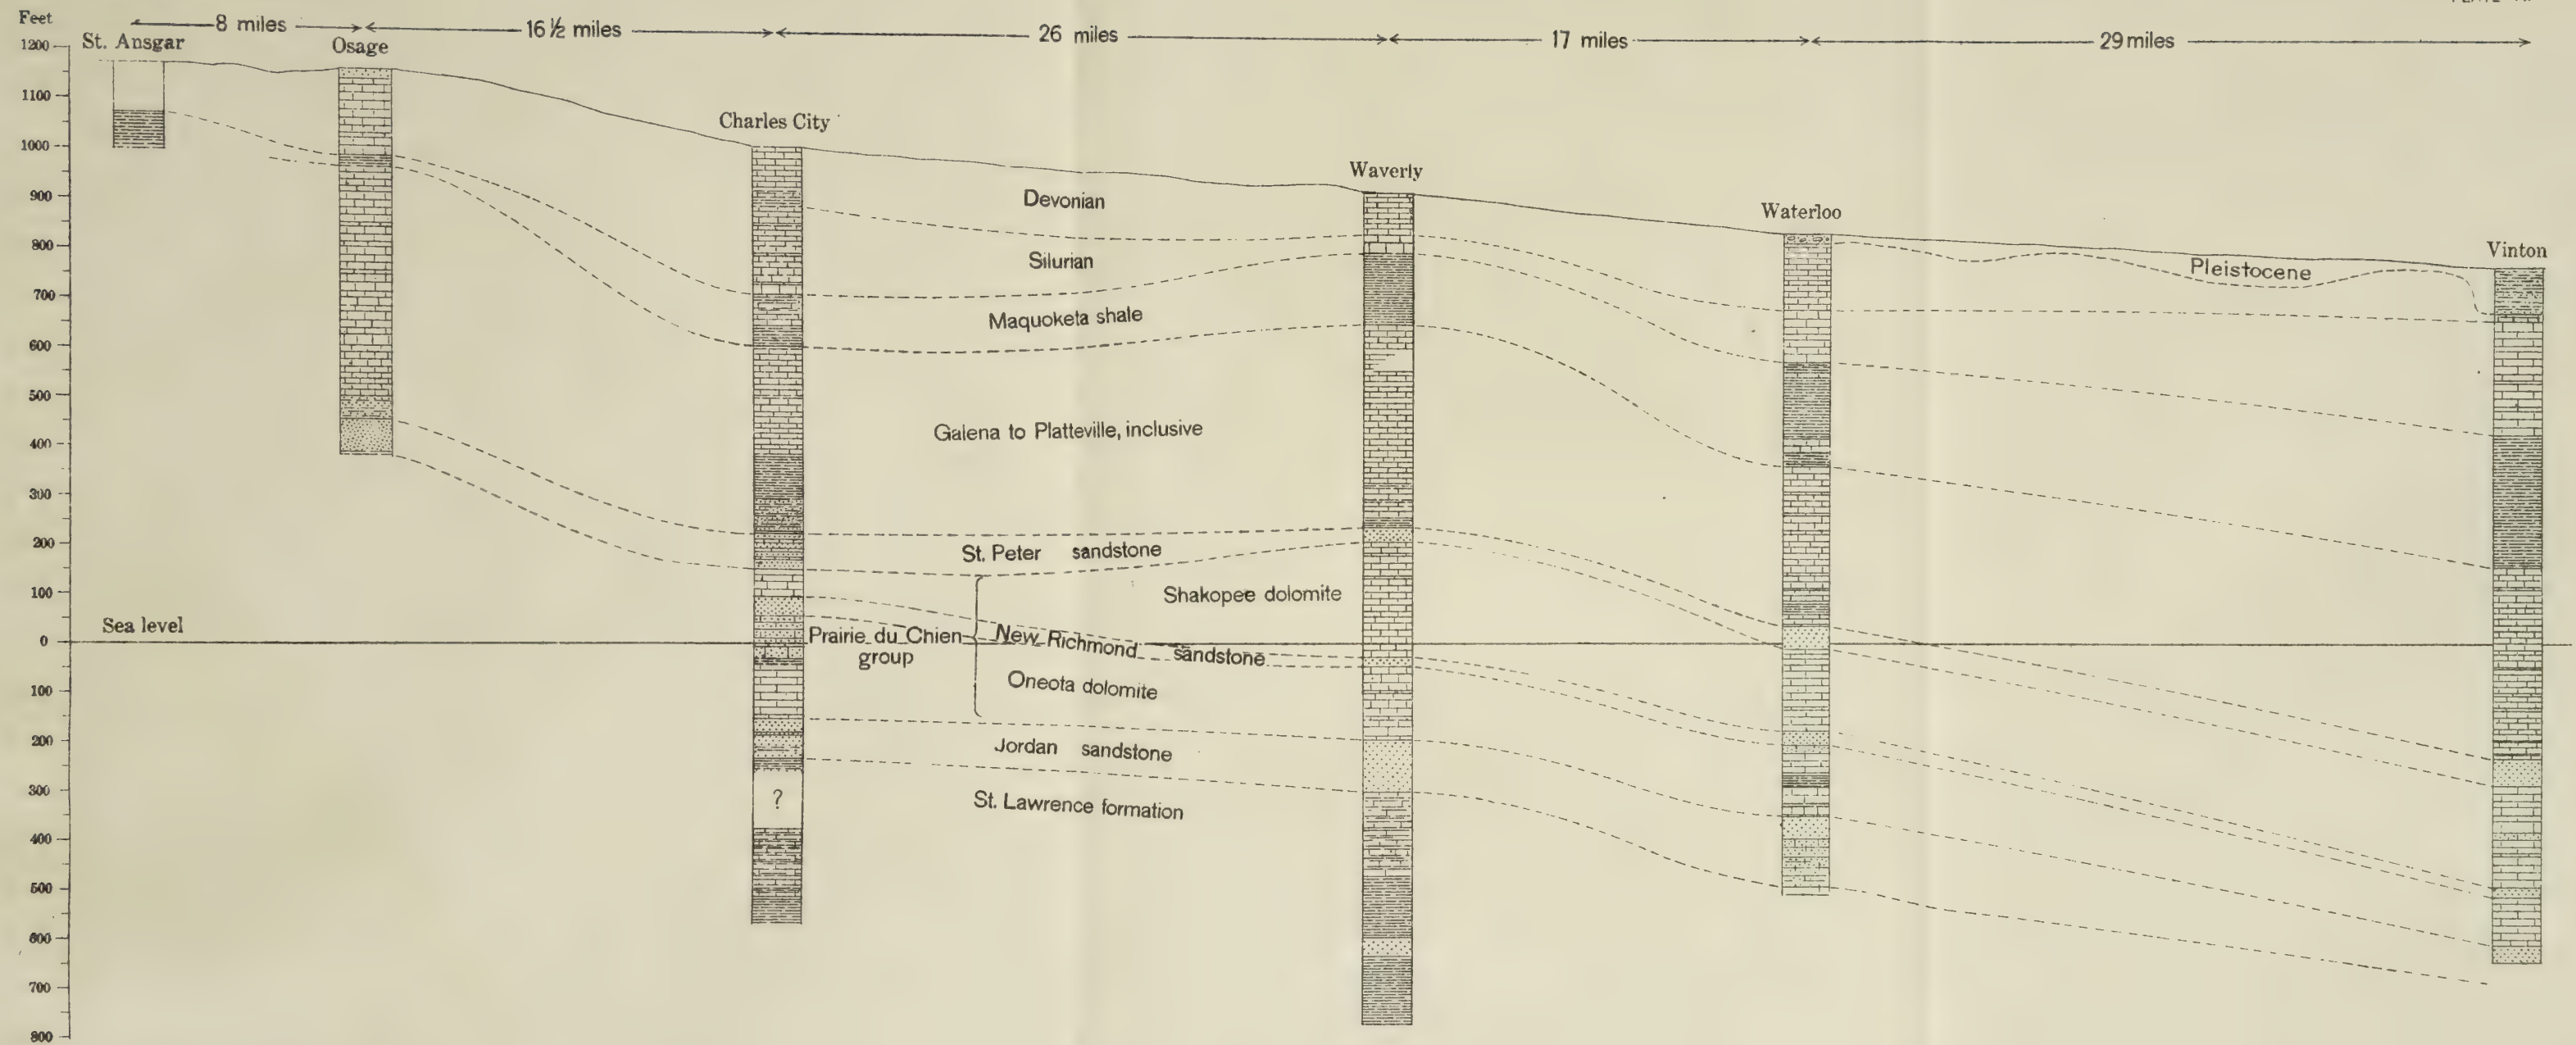 Feet
8 miles
16 ½ miles
26 miles
17 miles
29 miles
1200
St. Ansgar
Osage
1100
Charles City
1000
Waverly
900
Devonian
Waterloo
800
Silurian
Vinton
Pleistocene
700
Maquoketa shale
600
500
Galena to Platteville, inclusive
400
300
200
St. Peter sandstone
100
Shakopee dolomite
Sea level
0
Prairie du Chien
group
New Richmond sandstone
Oneota dolomite
100
200
Jordan sandstone
300
?
St. Lawrence formation
400
500
600
700
800